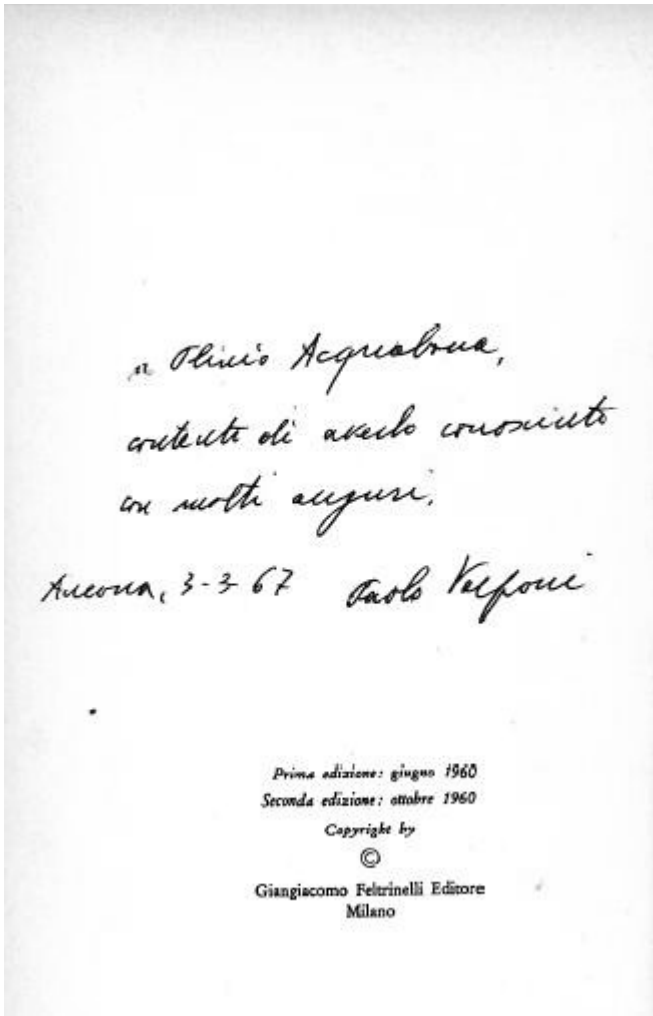 a Plinio Acquabona,
contento di averlo conosciuto
con molti auguri.
Ancona, 3-3-67 Paolo Volponi
Prima edizione: giugno 1960
Seconda edizione: ottobre 1960
Copyright by
©
Giangiacomo Feltrinelli Editore
Milano